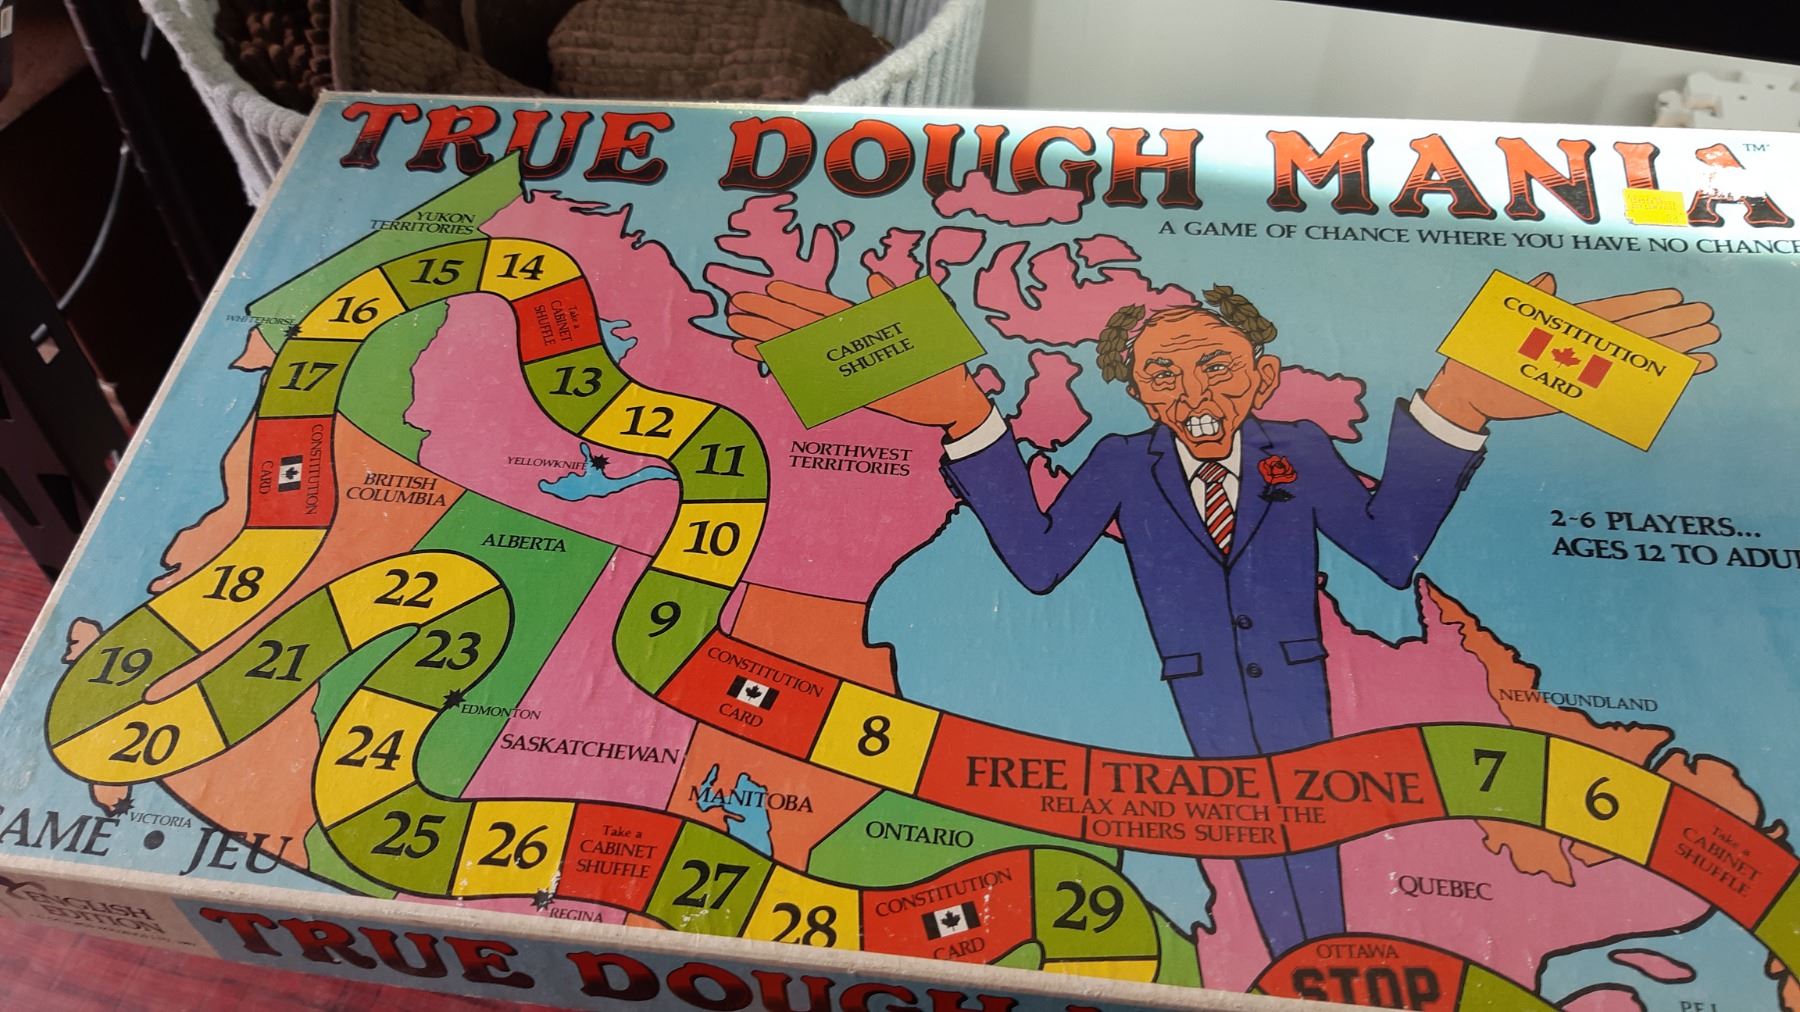 TRUE DOUGH MANIA
TM
A GAME OF CHANCE WHERE YOU HAVE NO CHANCE
YUKON
TERRITORIES
15
14
16
WHITEHORSE
Take a
CABINET
SHUFFLE
17
13
12
11
CABINET
SHUFFLE
CONSTITUTION
CARD
CONSTITUTION
CARD
YELLOWKNIFE
NORTHWEST
TERRITORIES
BRITISH
COLUMBIA
2-6 PLAYERS...
AGES 12 TO
ALBERTA
10
18
22
9
19
21
23
CONSTITUTION
CARD
20
EDMONTON
24
SASKATCHEWAN
8
FREE TRADE ZONE
RELAX AND WATCH THE
OTHERS SUFFER
7
6
NEWFOUNDLAND
Take a
CABINET
SHUFFLE
MANITOBA
ONTARIO
VICTORIA
25
26
Take a
CABINET
SHUFFLE
27
28
CONSTITUTION
CARD
29
QUEBEC
REGINA
OTTAWA
STOP
P.E.I.
AME • JEU
ENGLISH
EDITION
TRUE DOUGH